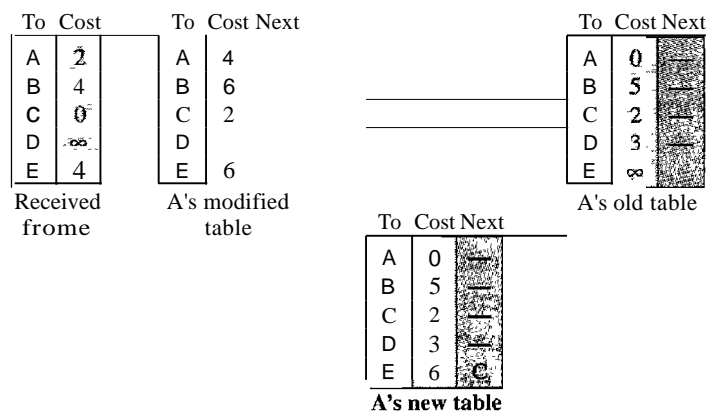 To Cost
A 2
B 4
C 0
D ∞
E 4
Received
frome
To Cost Next
A 4
B 6
C 2
D
E 6
A's modified
table
To Cost Next
A 0 —
B 5 —
C 2 —
D 3 —
E ∞
A's old table
To Cost Next
A 0 —
B 5 —
C 2 —
D 3 —
E 6 C
A's new table